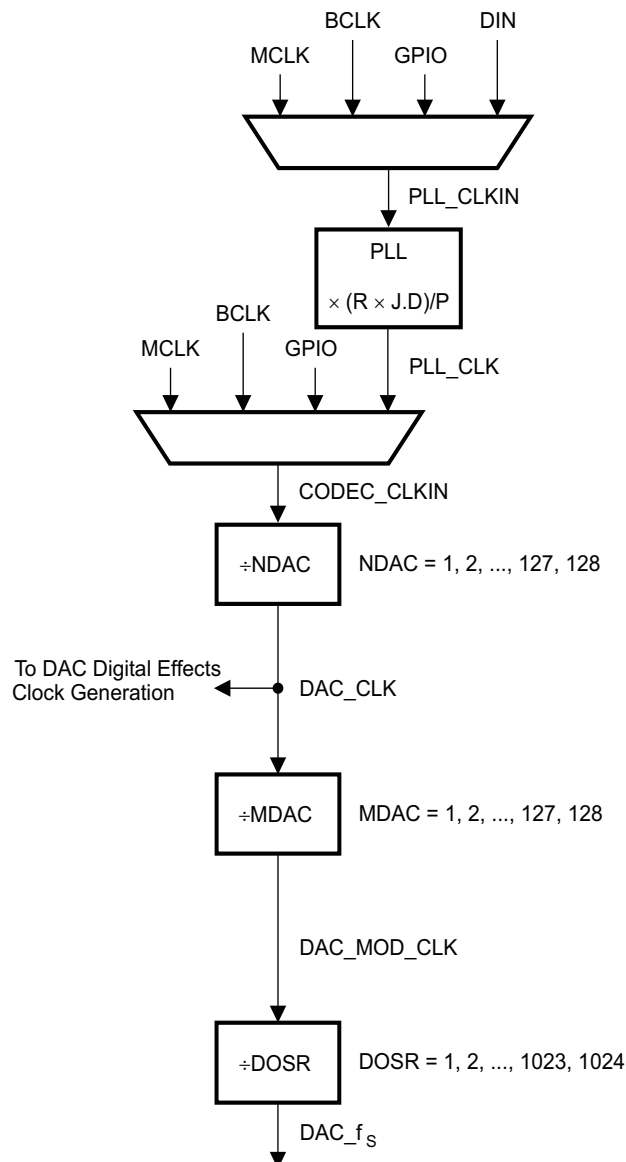 BCLK
DIN
MCLK
GPIO
PLL_CLKIN
PLL
× (R × J.D)/P
BCLK
MCLK
GPIO
PLL_CLK
CODEC_CLKIN
÷NDAC
NDAC = 1, 2, ..., 127, 128
To DAC Digital Effects
Clock Generation
DAC_CLK
÷MDAC
MDAC = 1, 2, ..., 127, 128
DAC_MOD_CLK
÷DOSR
DOSR = 1, 2, ..., 1023, 1024
DAC_fS